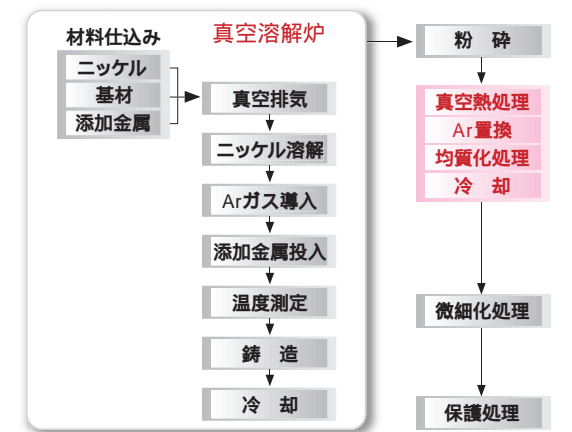 材料仕込み
ニッケル
基材
添加金属
真空溶解炉
真空排気
ニッケル溶解
Arガス導入
添加金属投入
温度測定
鋳 造
冷 却
粉 砕
真空熱処理
Ar置換
均質化処理
冷 却
微細化処理
保護処理